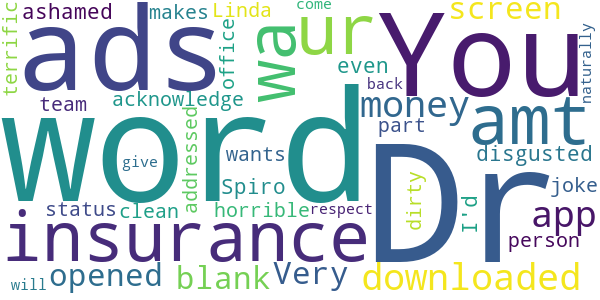 ashamed makes Linda come screen
terrific ads office wa ur You naturally
team acknowledge even back
word addressed money amt
give wants part disgusted
Spiro Dr dirty I'd joke
status clean horrible respect app
insurance person
will opened blank Very downloaded